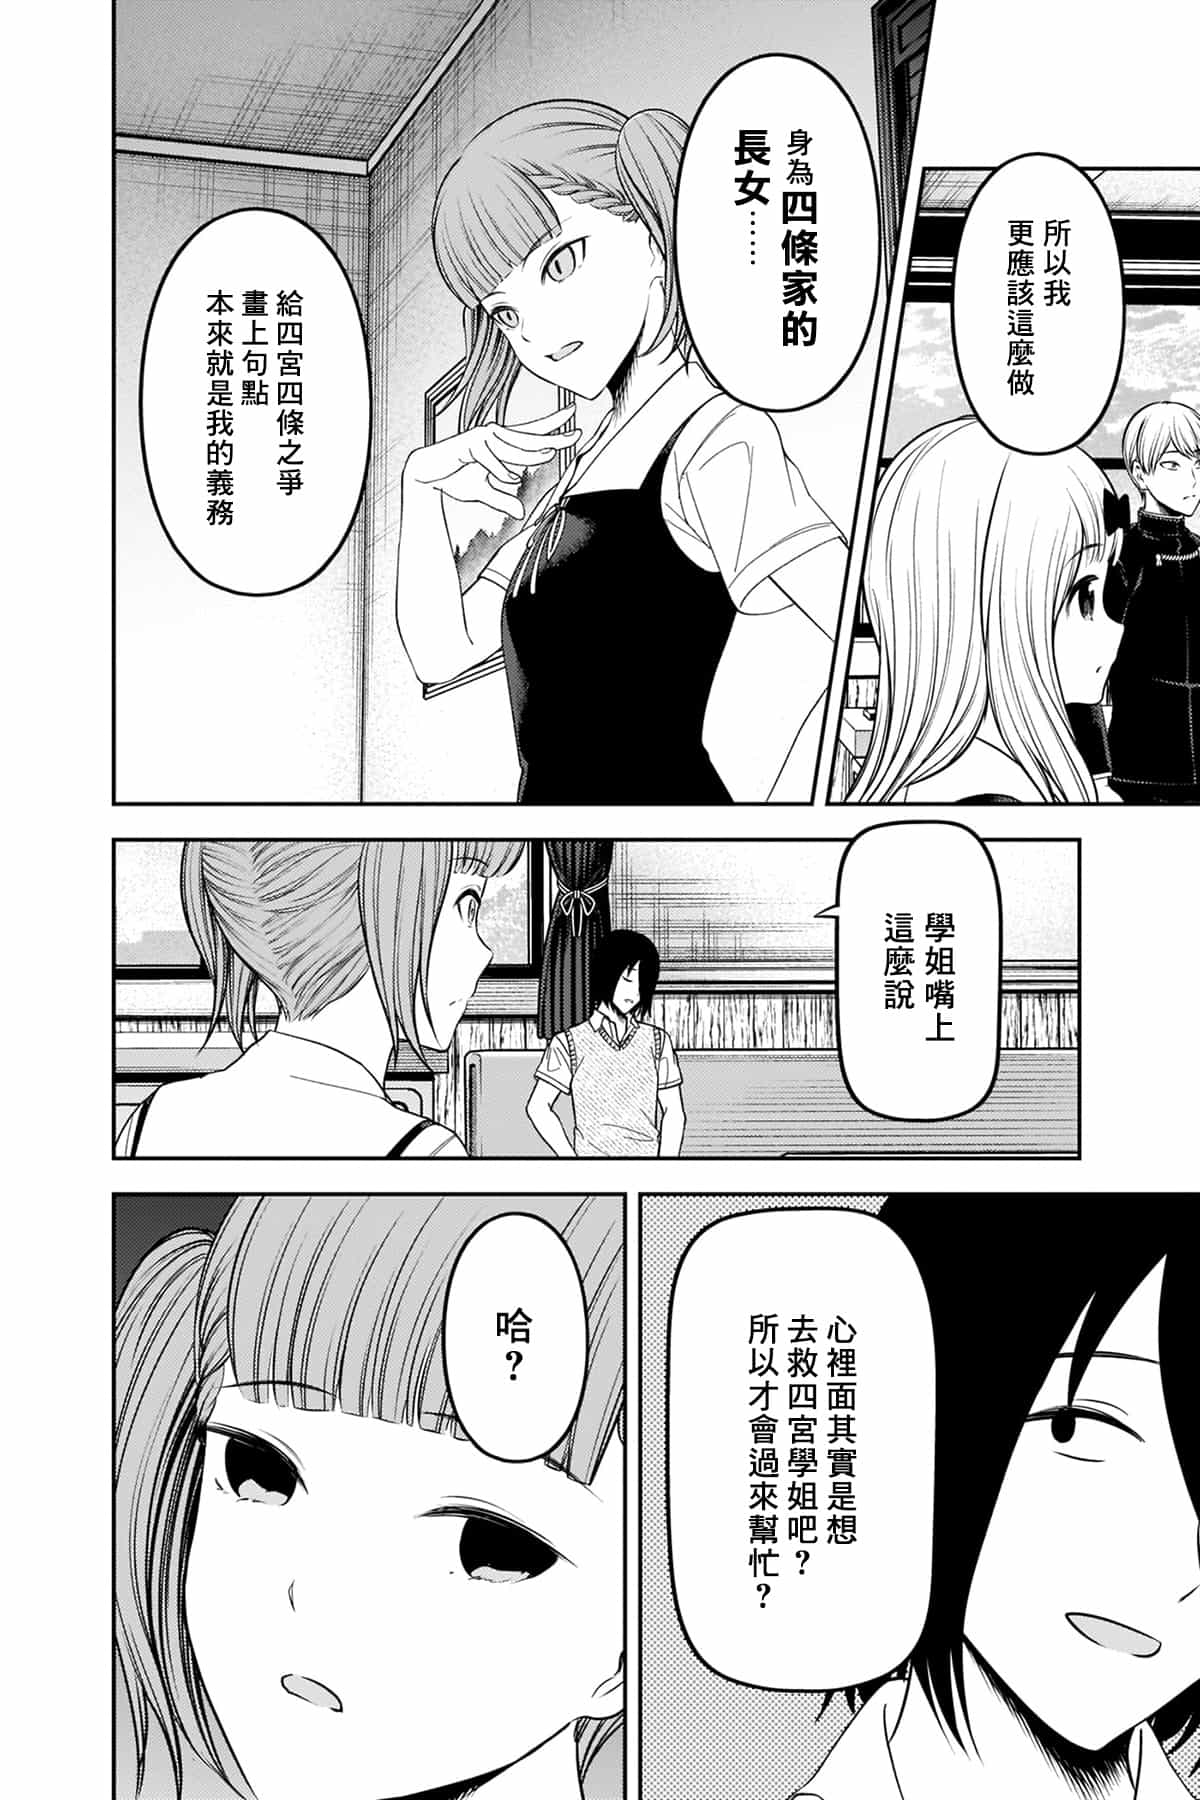 所以我
更應該這麼做
身為四條家的
長女……
給四宮四條之爭
畫上句點
本來就是我的義務
學姐嘴上
這麼說
心裡面其實是想
去救四宮學姐吧？
所以才會過來幫忙？
哈？